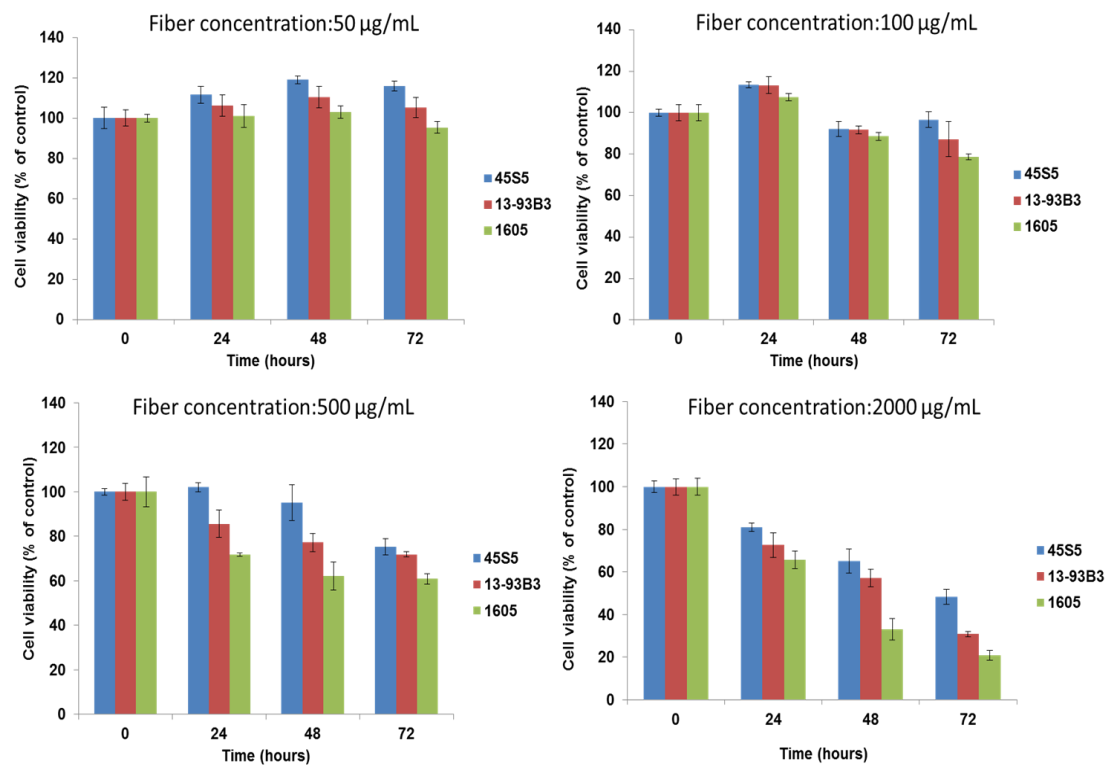 Fiber concentration:50 µg/mL
Cell viability (% of control)
140
120
100
80
60
40
20
0
0 24 48 72
Time (hours)
45S5
13-93B3
1605
Fiber concentration:100 µg/mL
Cell viability (% of control)
140
120
100
80
60
40
20
0
0 24 48 72
Time (hours)
45S5
13-93B3
1605
Fiber concentration:500 µg/mL
Cell viability (% of control)
140
120
100
80
60
40
20
0
0 24 48 72
Time (hours)
45S5
13-93B3
1605
Fiber concentration:2000 µg/mL
Cell viability (% of control)
140
120
100
80
60
40
20
0
0 24 48 72
Time (hours)
45S5
13-93B3
1605